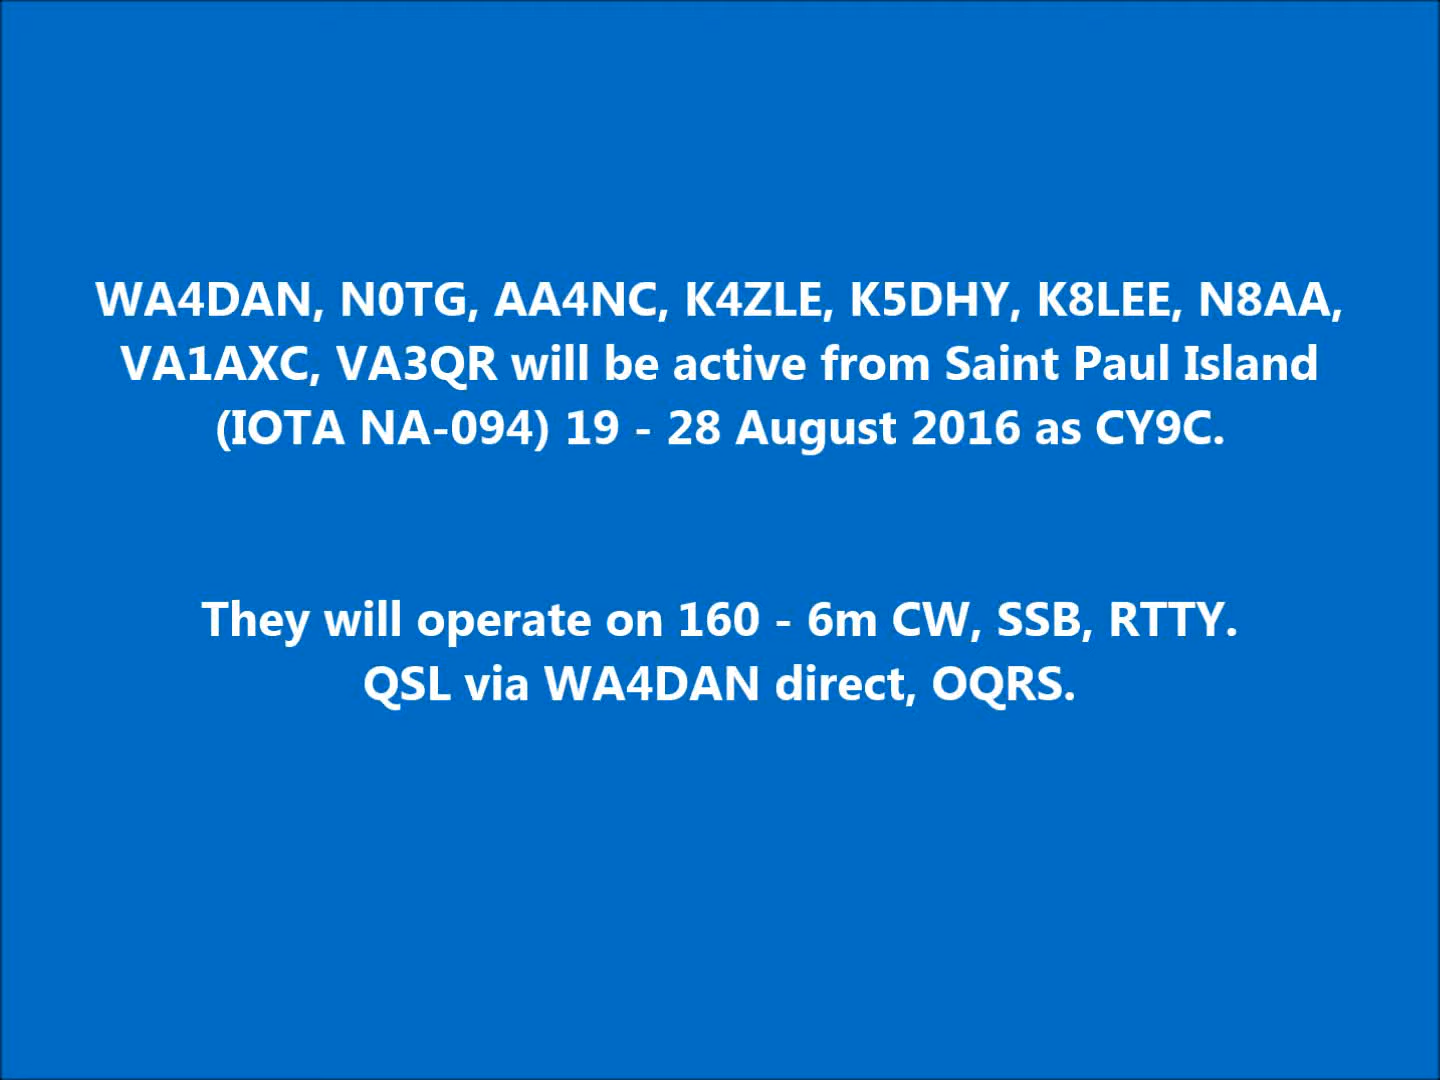 WA4DAN, N0TG, AA4NC, K4ZLE, K5DHY, K8LEE, N8AA,
VA1AXC, VA3QR will be active from Saint Paul Island
(IOTA NA-094) 19 - 28 August 2016 as CY9C.
They will operate on 160 - 6m CW, SSB, RTTY.
QSL via WA4DAN direct, OQRS.